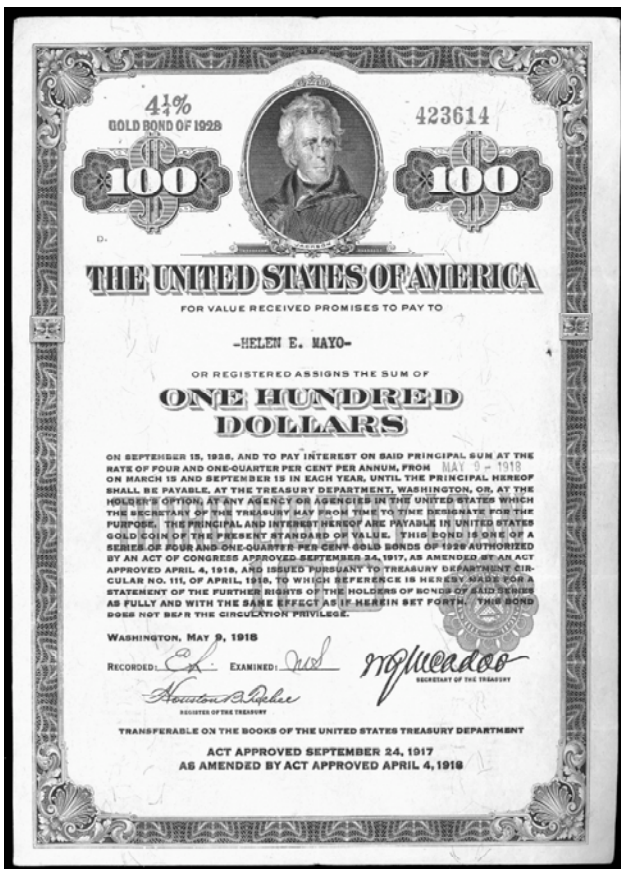 4¼%
GOLD BOND OF 1928
423614
100
100
JACKSON
D.
THE UNITED STATES OF AMERICA
FOR VALUE RECEIVED PROMISES TO PAY TO
-HELEN E. MAYO-
OR REGISTERED ASSIGNS THE SUM OF
ONE HUNDRED
DOLLARS
ON SEPTEMBER 15, 1928, AND TO PAY INTEREST ON SAID PRINCIPAL SUM AT THE
RATE OF FOUR AND ONE-QUARTER PER CENT PER ANNUM, FROM MAY 9 - 1918
ON MARCH 15 AND SEPTEMBER 15 IN EACH YEAR, UNTIL THE PRINCIPAL HEREOF
SHALL BE PAYABLE, AT THE TREASURY DEPARTMENT, WASHINGTON, OR, AT THE
HOLDER'S OPTION, AT ANY AGENCY OR AGENCIES IN THE UNITED STATES WHICH
THE SECRETARY OF THE TREASURY MAY FROM TIME TO TIME DESIGNATE FOR THE
PURPOSE. THE PRINCIPAL AND INTEREST HEREOF ARE PAYABLE IN UNITED STATES
GOLD COIN OF THE PRESENT STANDARD OF VALUE. THIS BOND IS ONE OF A
SERIES OF FOUR AND ONE-QUARTER PER CENT GOLD BONDS OF 1928 AUTHORIZED
BY AN ACT OF CONGRESS APPROVED SEPTEMBER 24, 1917, AS AMENDED BY AN ACT
APPROVED APRIL 4, 1918, AND ISSUED PURSUANT TO TREASURY DEPARTMENT CIR-
CULAR NO. 111, OF APRIL, 1918, TO WHICH REFERENCE IS HEREBY MADE FOR A
STATEMENT OF THE FURTHER RIGHTS OF THE HOLDERS OF BONDS OF SAID SERIES
AS FULLY AND WITH THE SAME EFFECT AS IF HEREIN SET FORTH. THIS BOND
DOES NOT BEAR THE CIRCULATION PRIVILEGE.
WASHINGTON, MAY 9, 1918
RECORDED: EXAMINED:
W G McAdoo
SECRETARY OF THE TREASURY
Houston B. Teehee
REGISTER OF THE TREASURY
TRANSFERABLE ON THE BOOKS OF THE UNITED STATES TREASURY DEPARTMENT
ACT APPROVED SEPTEMBER 24, 1917
AS AMENDED BY ACT APPROVED APRIL 4, 1918